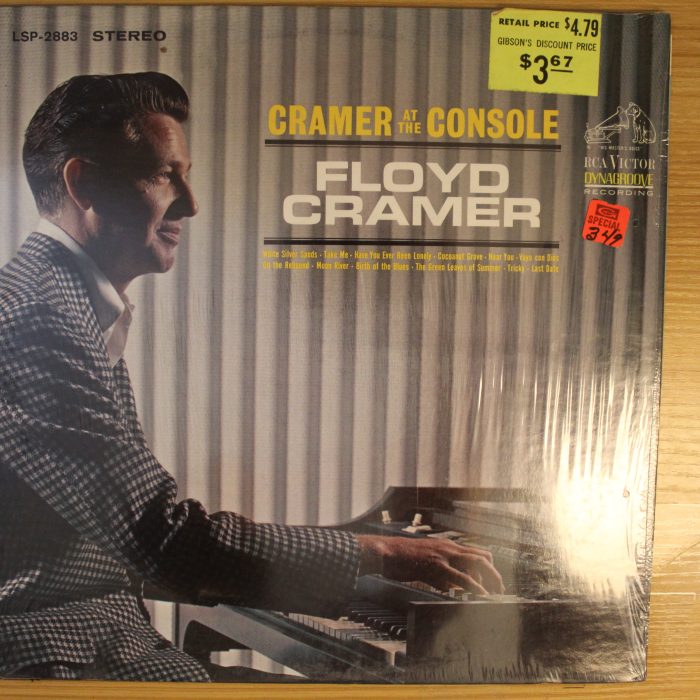 LSP-2883 STEREO
RETAIL PRICE $4.79
GIBSON'S DISCOUNT PRICE
$3.67
CRAMER AT THE CONSOLE
FLOYD
CRAMER
"HIS MASTER'S VOICE"
RCA VICTOR
DYNAGROOVE
RECORDING
SPECIAL
3 49
White Silver Sands · Take Me · Have You Ever Been Lonely · Cocoanut Grove · Near You · Vaya con Dios
On the Rebound · Moon River · Birth of the Blues · The Green Leaves of Summer · Tricky · Last Date